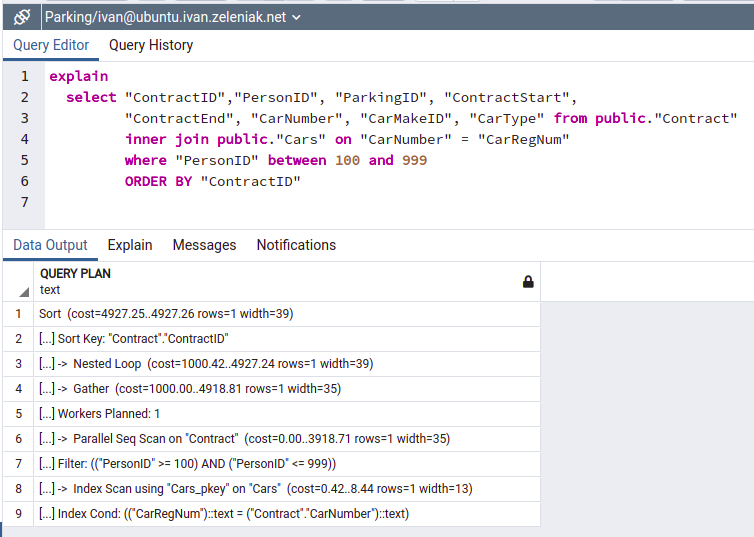 Parking/ivan@ubuntu.ivan.zeleniak.net
Query Editor Query History
1 explain
2 select "ContractID","PersonID", "ParkingID", "ContractStart",
3 "ContractEnd", "CarNumber", "CarMakeID", "CarType" from public."Contract"
4 inner join public."Cars" on "CarNumber" = "CarRegNum"
5 where "PersonID" between 100 and 999
6 ORDER BY "ContractID"
7
Data Output Explain Messages Notifications
QUERY PLAN
text
1 Sort (cost=4927.25..4927.26 rows=1 width=39)
2 [...] Sort Key: "Contract"."ContractID"
3 [...] -> Nested Loop (cost=1000.42..4927.24 rows=1 width=39)
4 [...] -> Gather (cost=1000.00..4918.81 rows=1 width=35)
5 [...] Workers Planned: 1
6 [...] -> Parallel Seq Scan on "Contract" (cost=0.00..3918.71 rows=1 width=35)
7 [...] Filter: (("PersonID" >= 100) AND ("PersonID" <= 999))
8 [...] -> Index Scan using "Cars_pkey" on "Cars" (cost=0.42..8.44 rows=1 width=13)
9 [...] Index Cond: (("CarRegNum")::text = ("Contract"."CarNumber")::text)